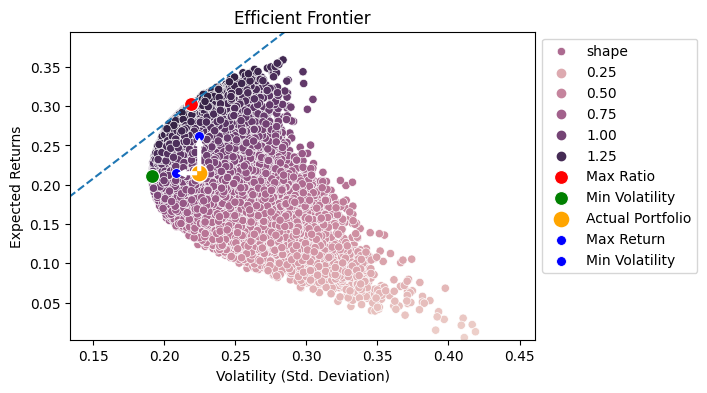 Efficient Frontier
Expected Returns
0.35
0.30
0.25
0.20
0.15
0.10
0.05
0.15
0.20
0.25
0.30
0.35
0.40
0.45
Volatility (Std. Deviation)
shape
0.25
0.50
0.75
1.00
1.25
Max Ratio
Min Volatility
Actual Portfolio
Max Return
Min Volatility